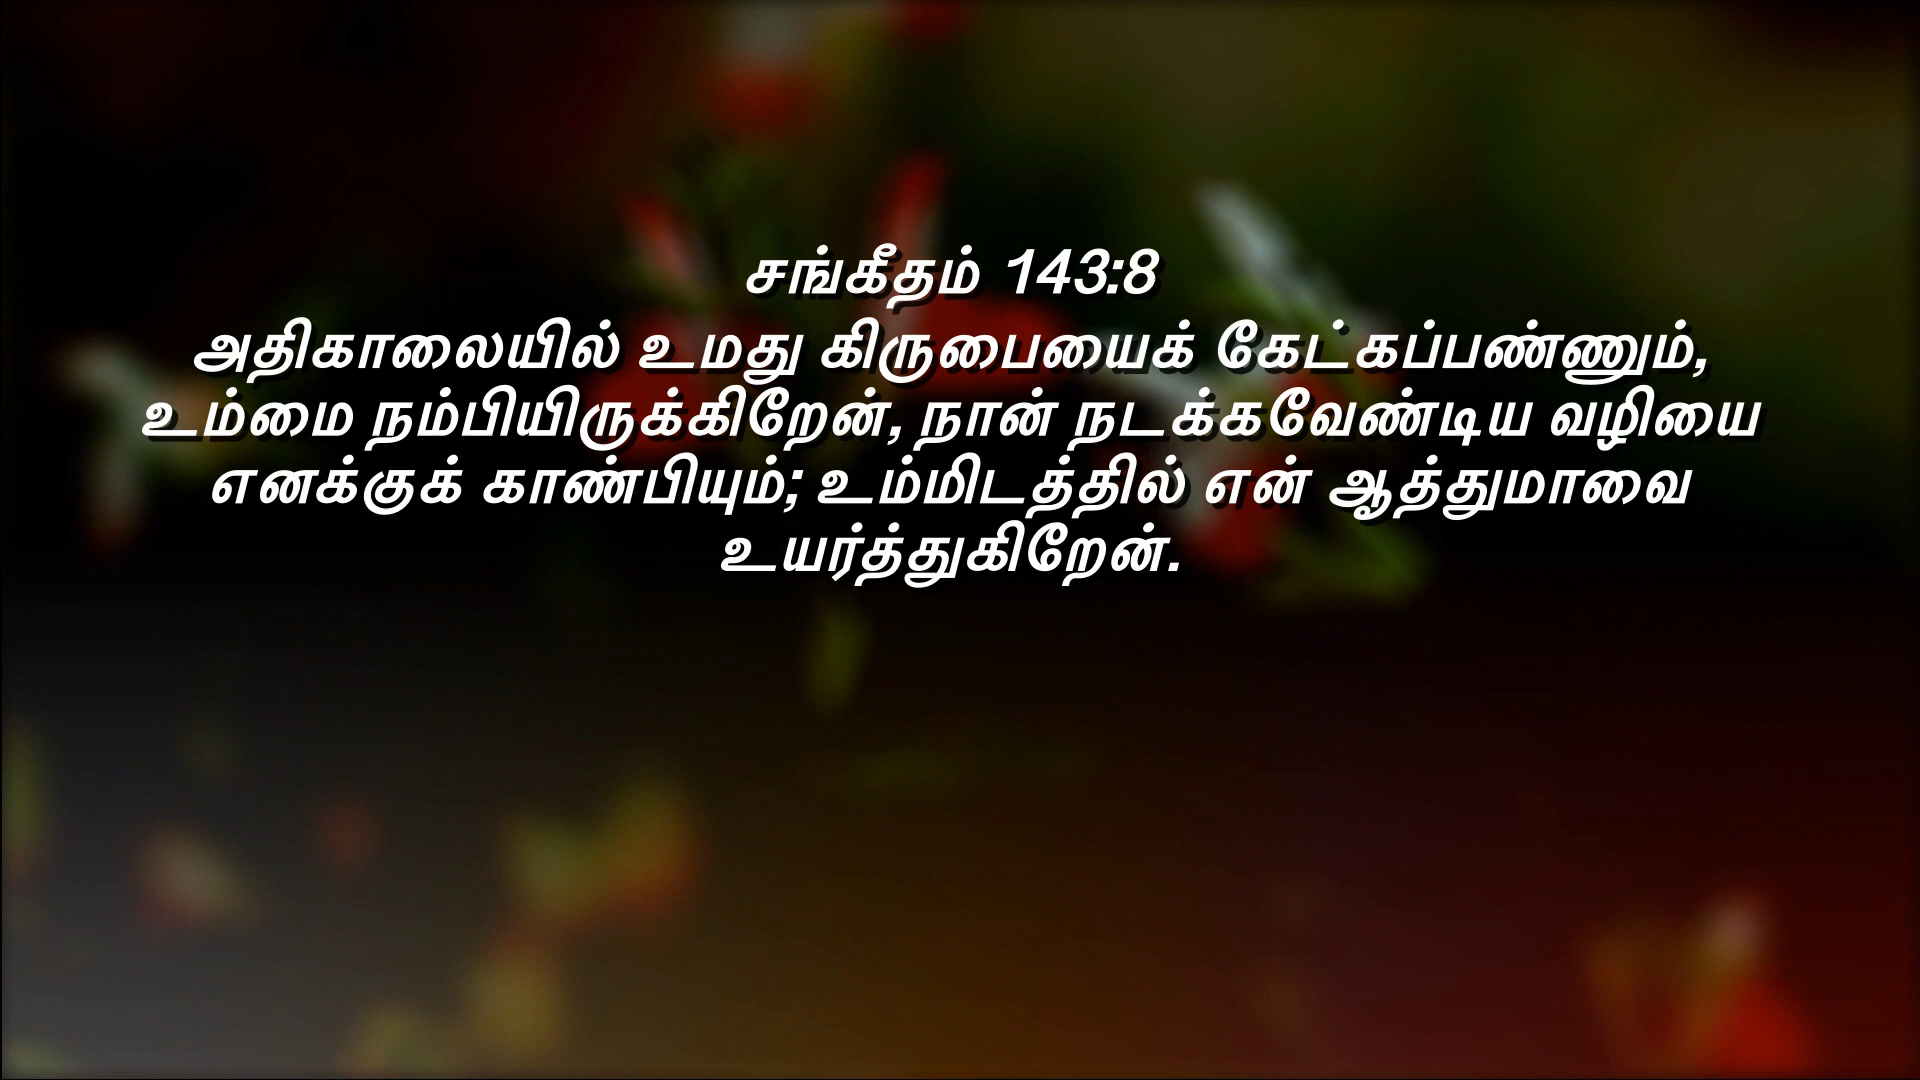 சங்கீதம் 143:8
அதிகாலையில் உமது கிருபையைக் கேட்கப்பண்ணும்,
உம்மை நம்பியிருக்கிறேன், நான் நடக்கவேண்டிய வழியை
எனக்குக் காண்பியும்; உம்மிடத்தில் என் ஆத்துமாவை
உயர்த்துகிறேன்.